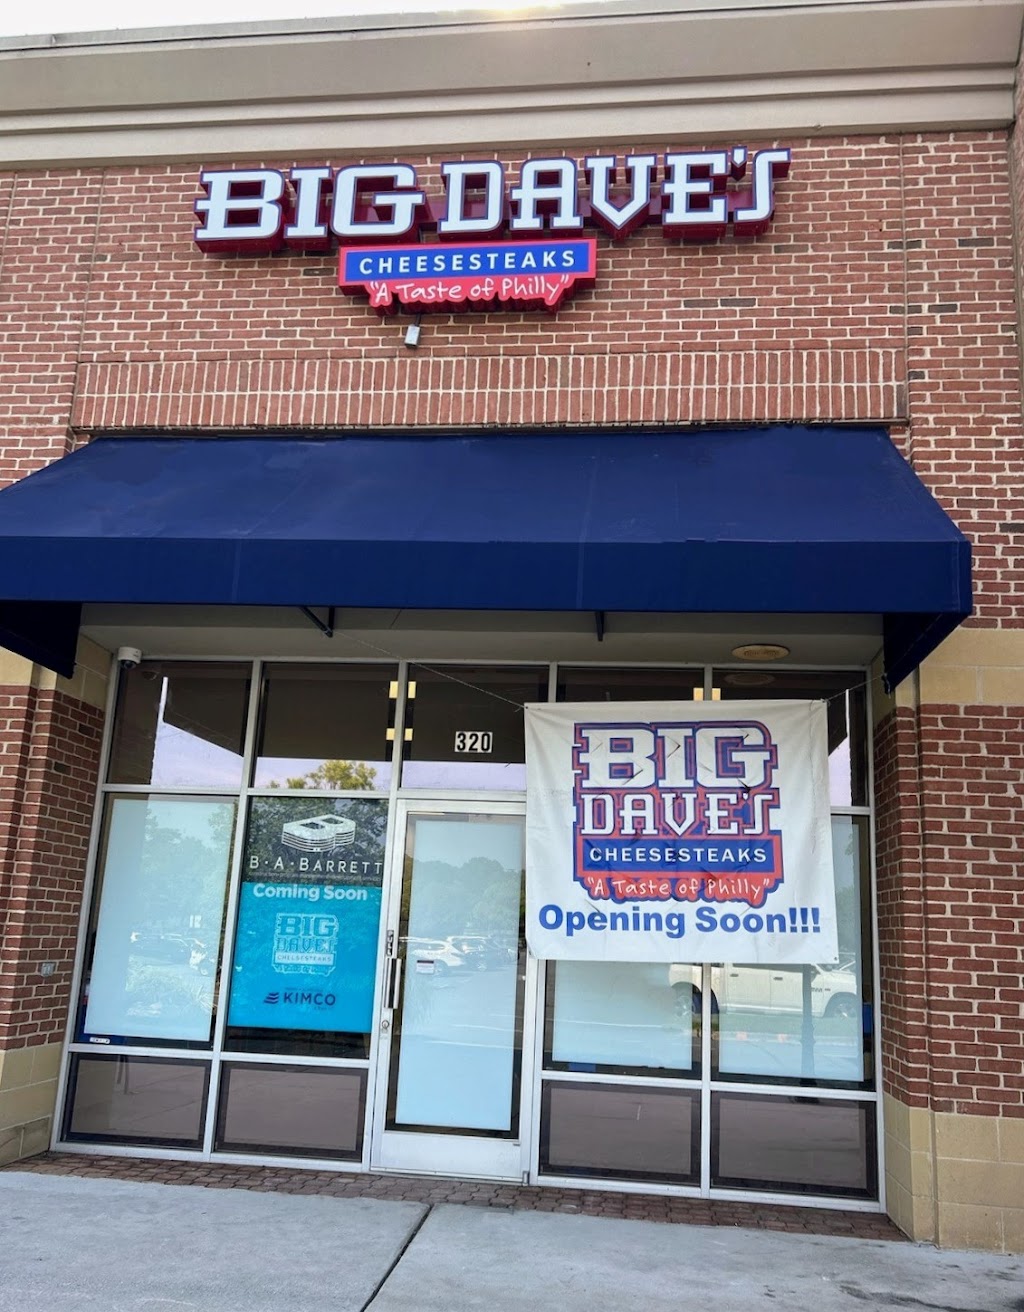 BIG DAVE'S
CHEESESTEAKS
"A Taste of Philly"
320
B·A·BARRETT
Coming Soon
BIG
DAVE'S
CHEESESTEAKS
KIMCO
BIG
DAVE'S
CHEESESTEAKS
"A Taste of Philly"
Opening Soon!!!